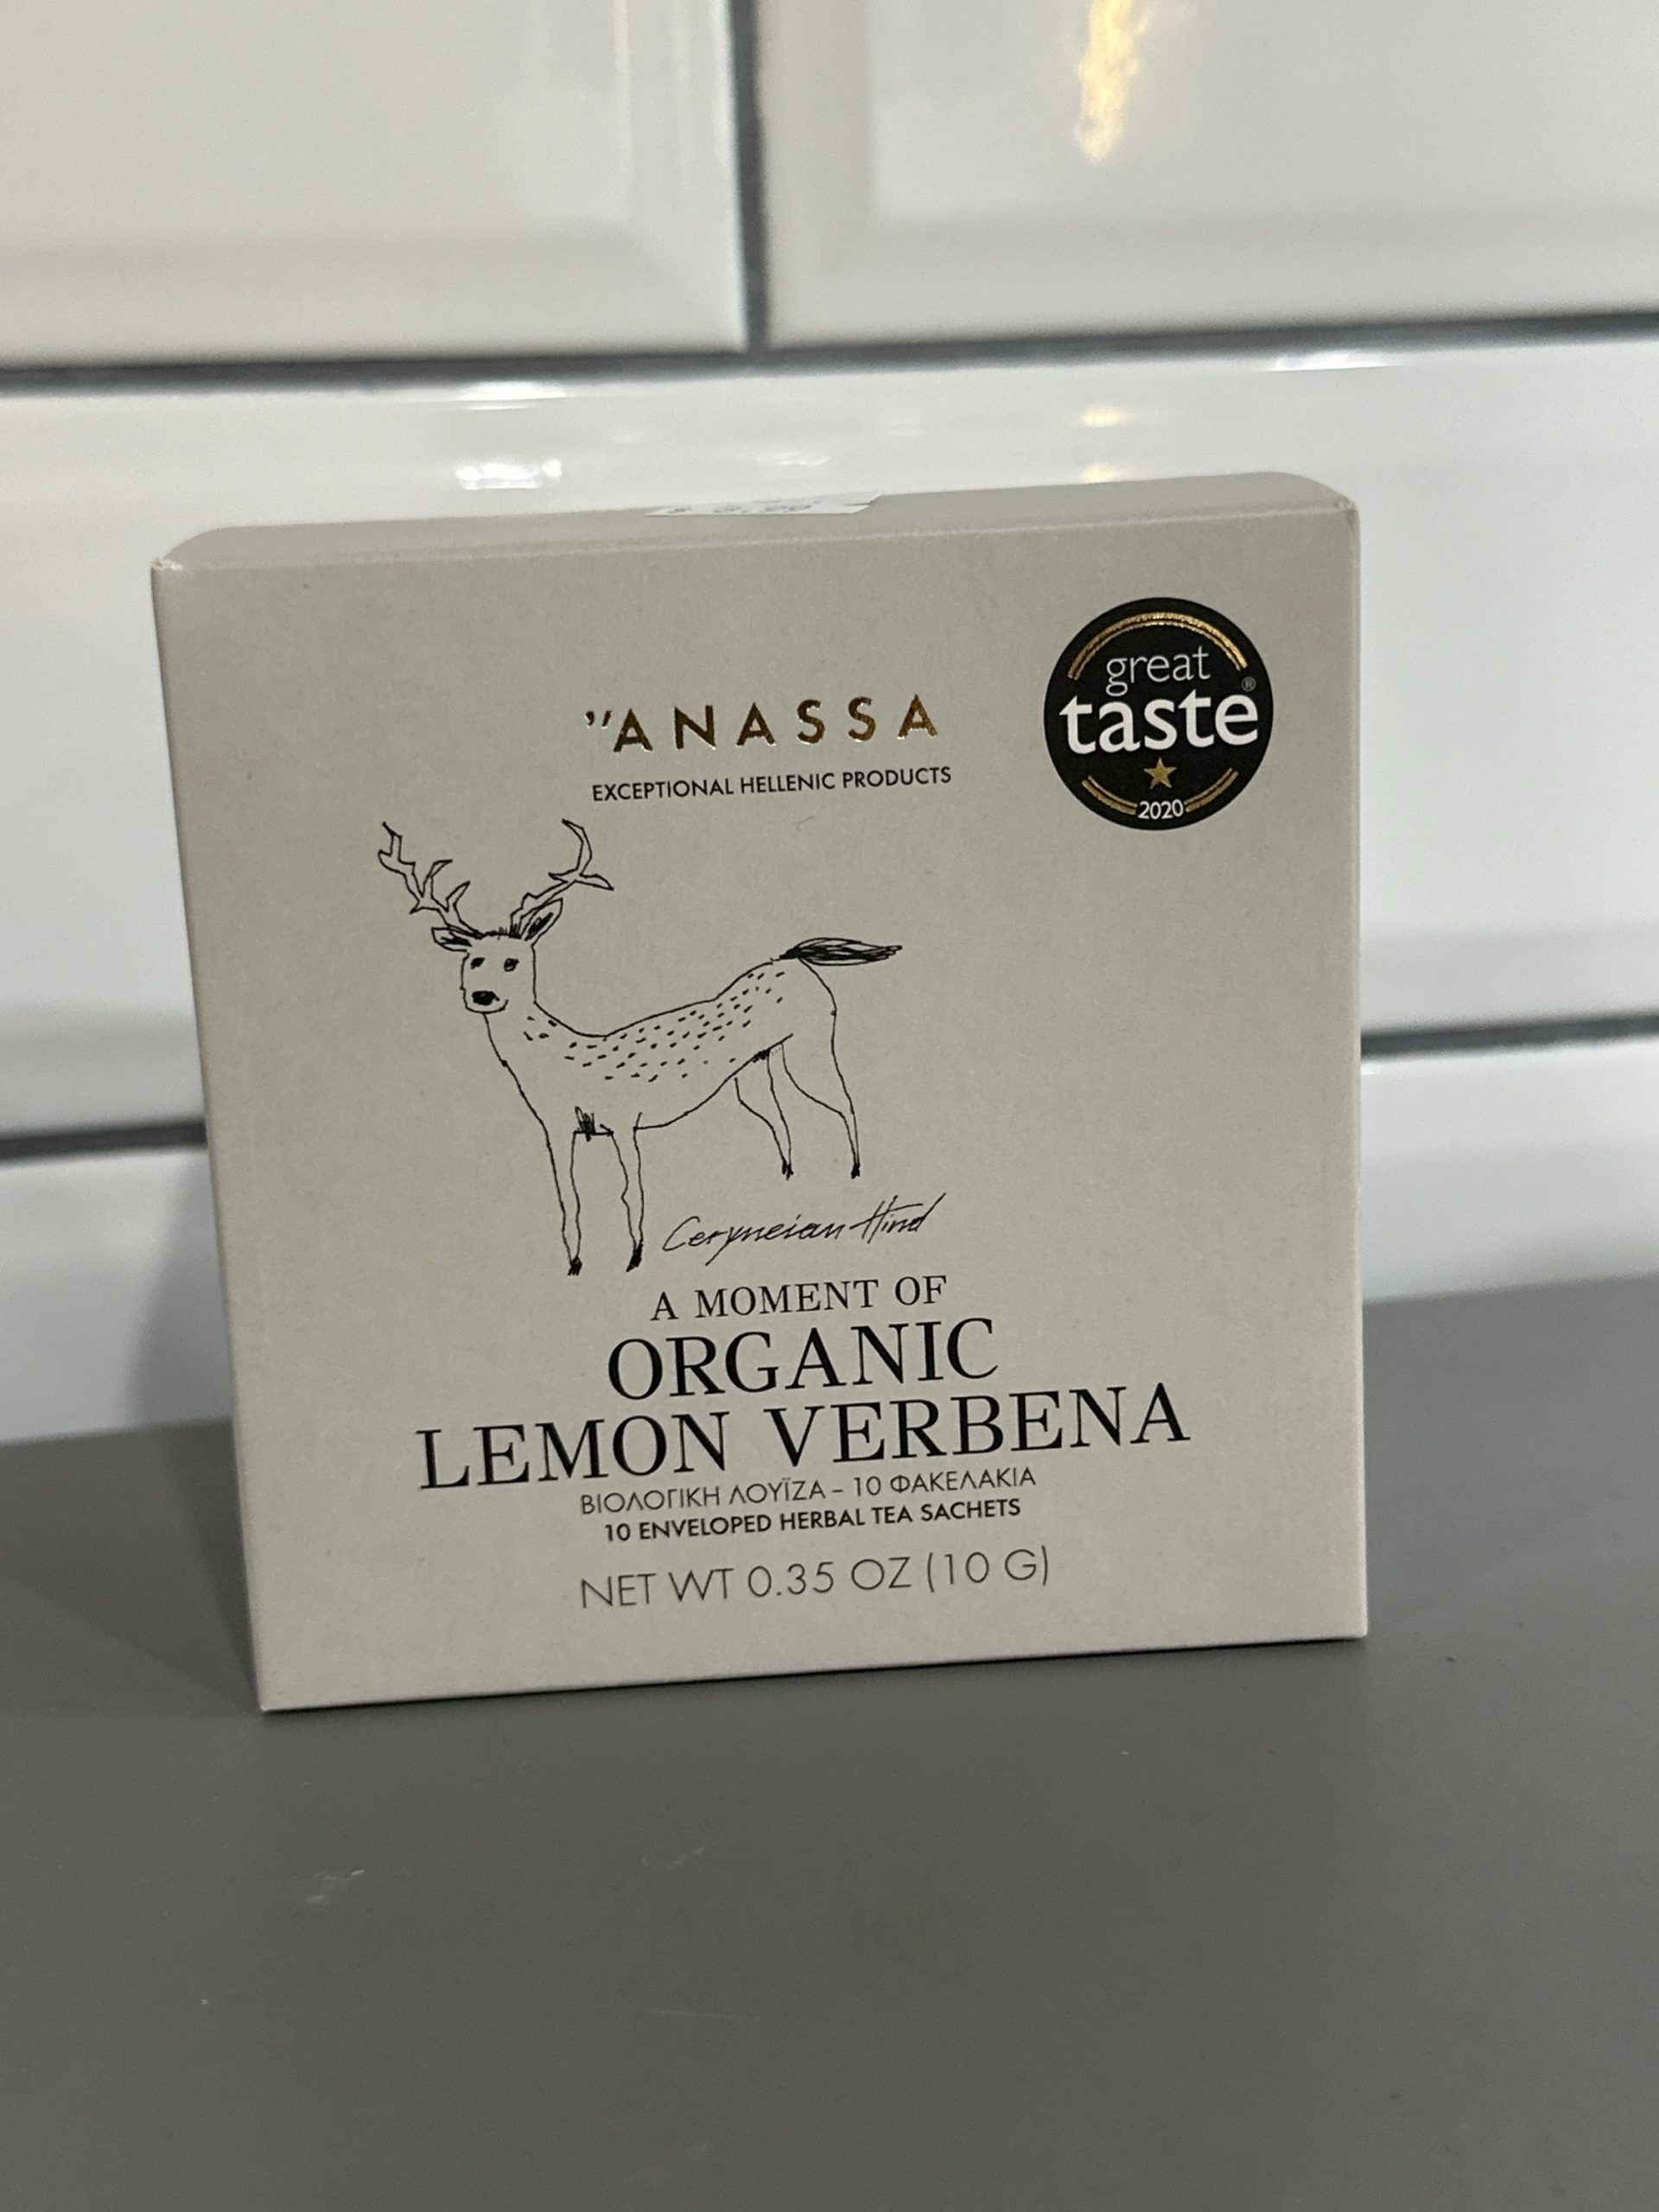 "ANASSA
EXCEPTIONAL HELLENIC PRODUCTS
great
taste®
2020
Ceryneian Hind
A MOMENT OF
ORGANIC
LEMON VERBENA
ΒΙΟΛΟΓΙΚΗ ΛΟΥΪΖΑ – 10 ΦΑΚΕΛΑΚΙΑ
10 ENVELOPED HERBAL TEA SACHETS
NET WT 0.35 OZ (10 G)